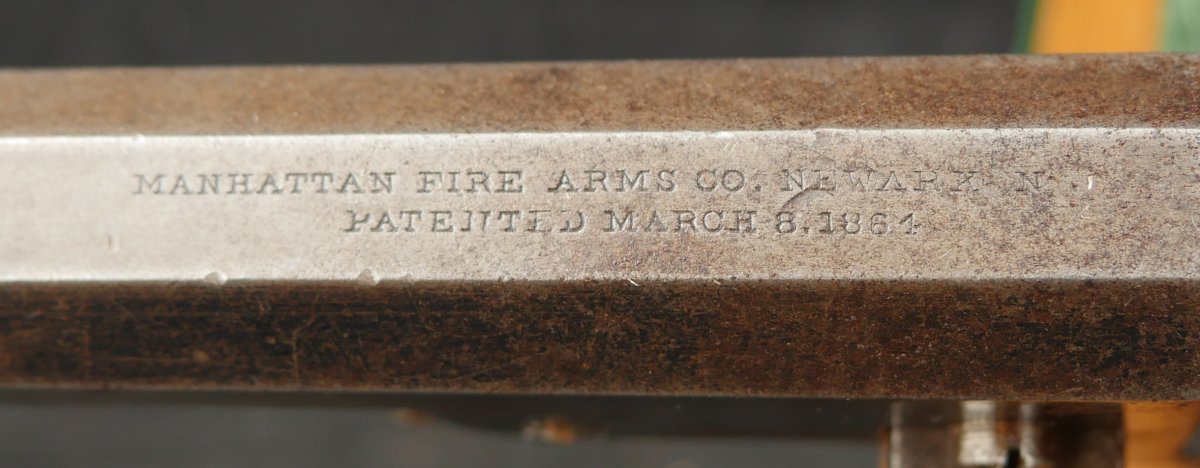 MANHATTAN FIRE ARMS CO. NEWARK N
PATENTED MARCH 8, 1864